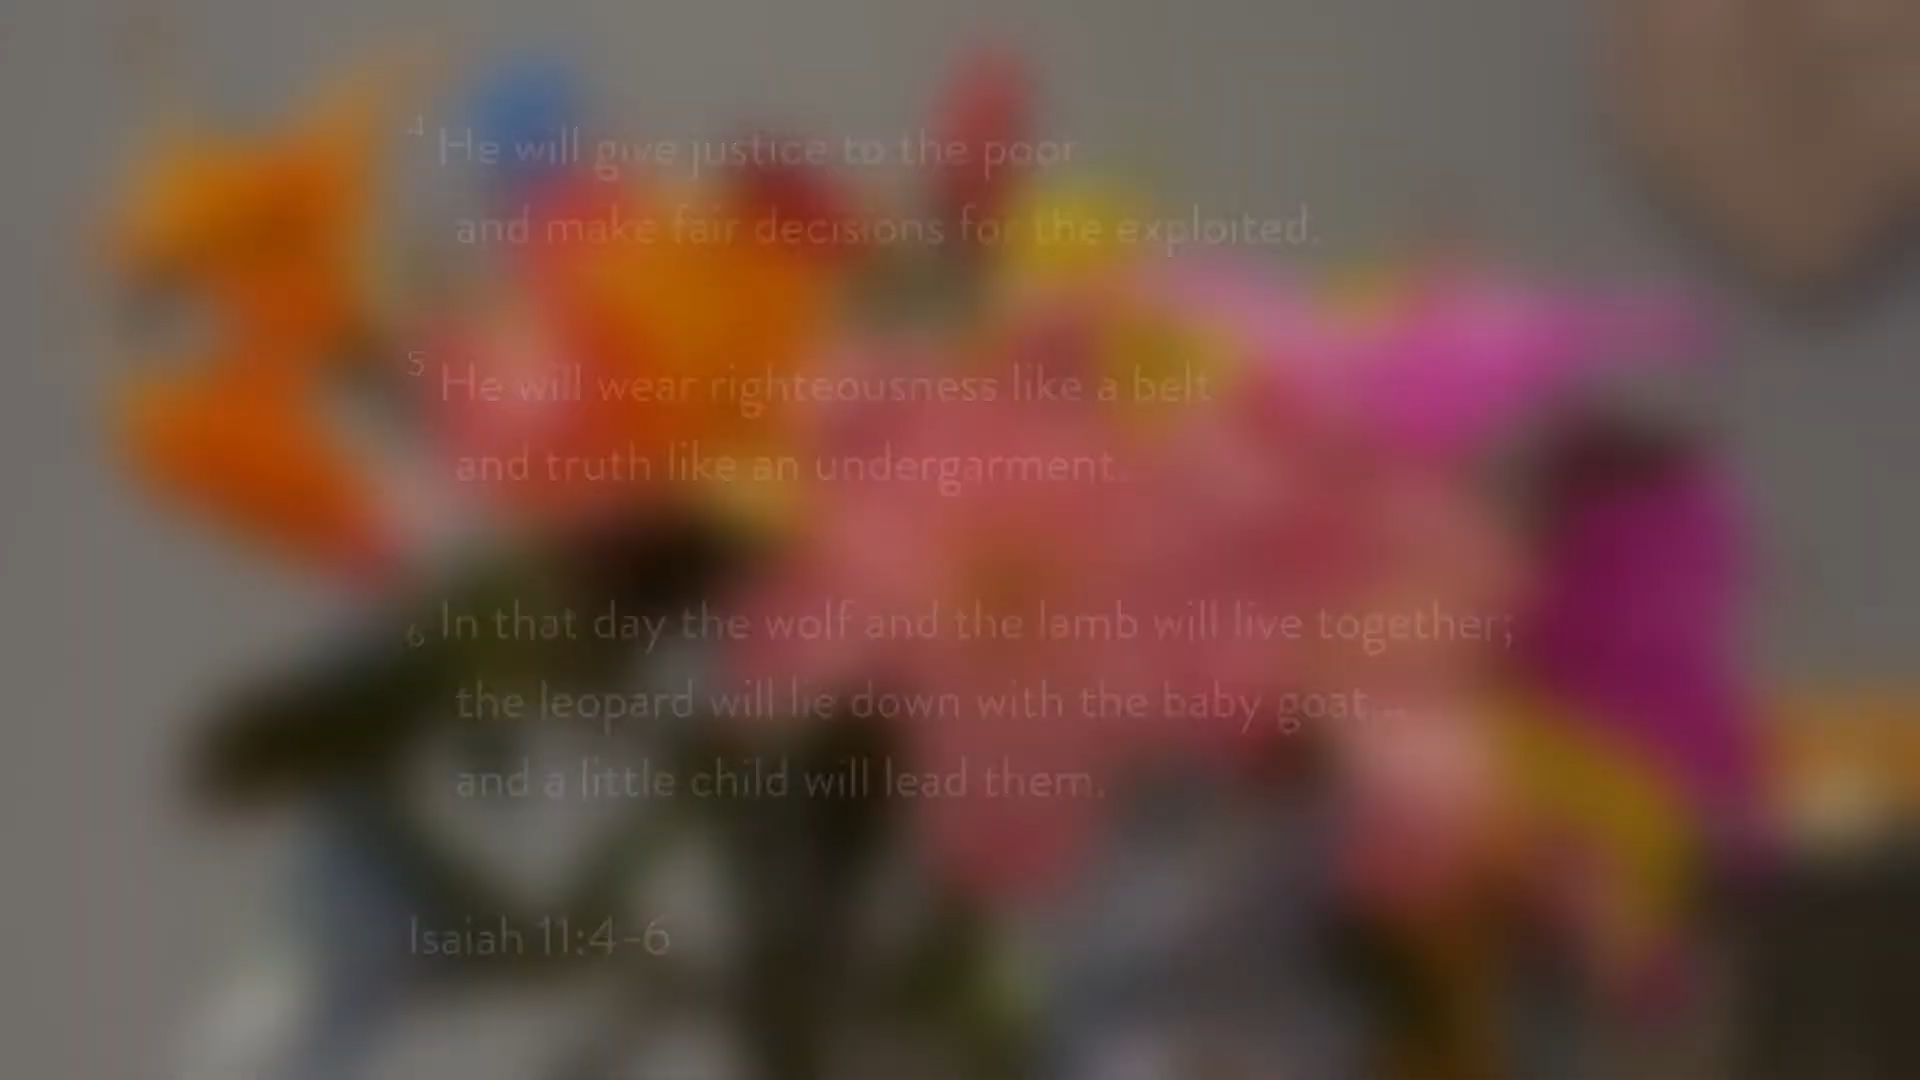 4 He will give justice to the poor
and make fair decisions for the exploited.
5 He will wear righteousness like a belt
and truth like an undergarment.
6 In that day the wolf and the lamb will live together;
the leopard will lie down with the baby goat ...
and a little child will lead them.
Isaiah 11:4-6